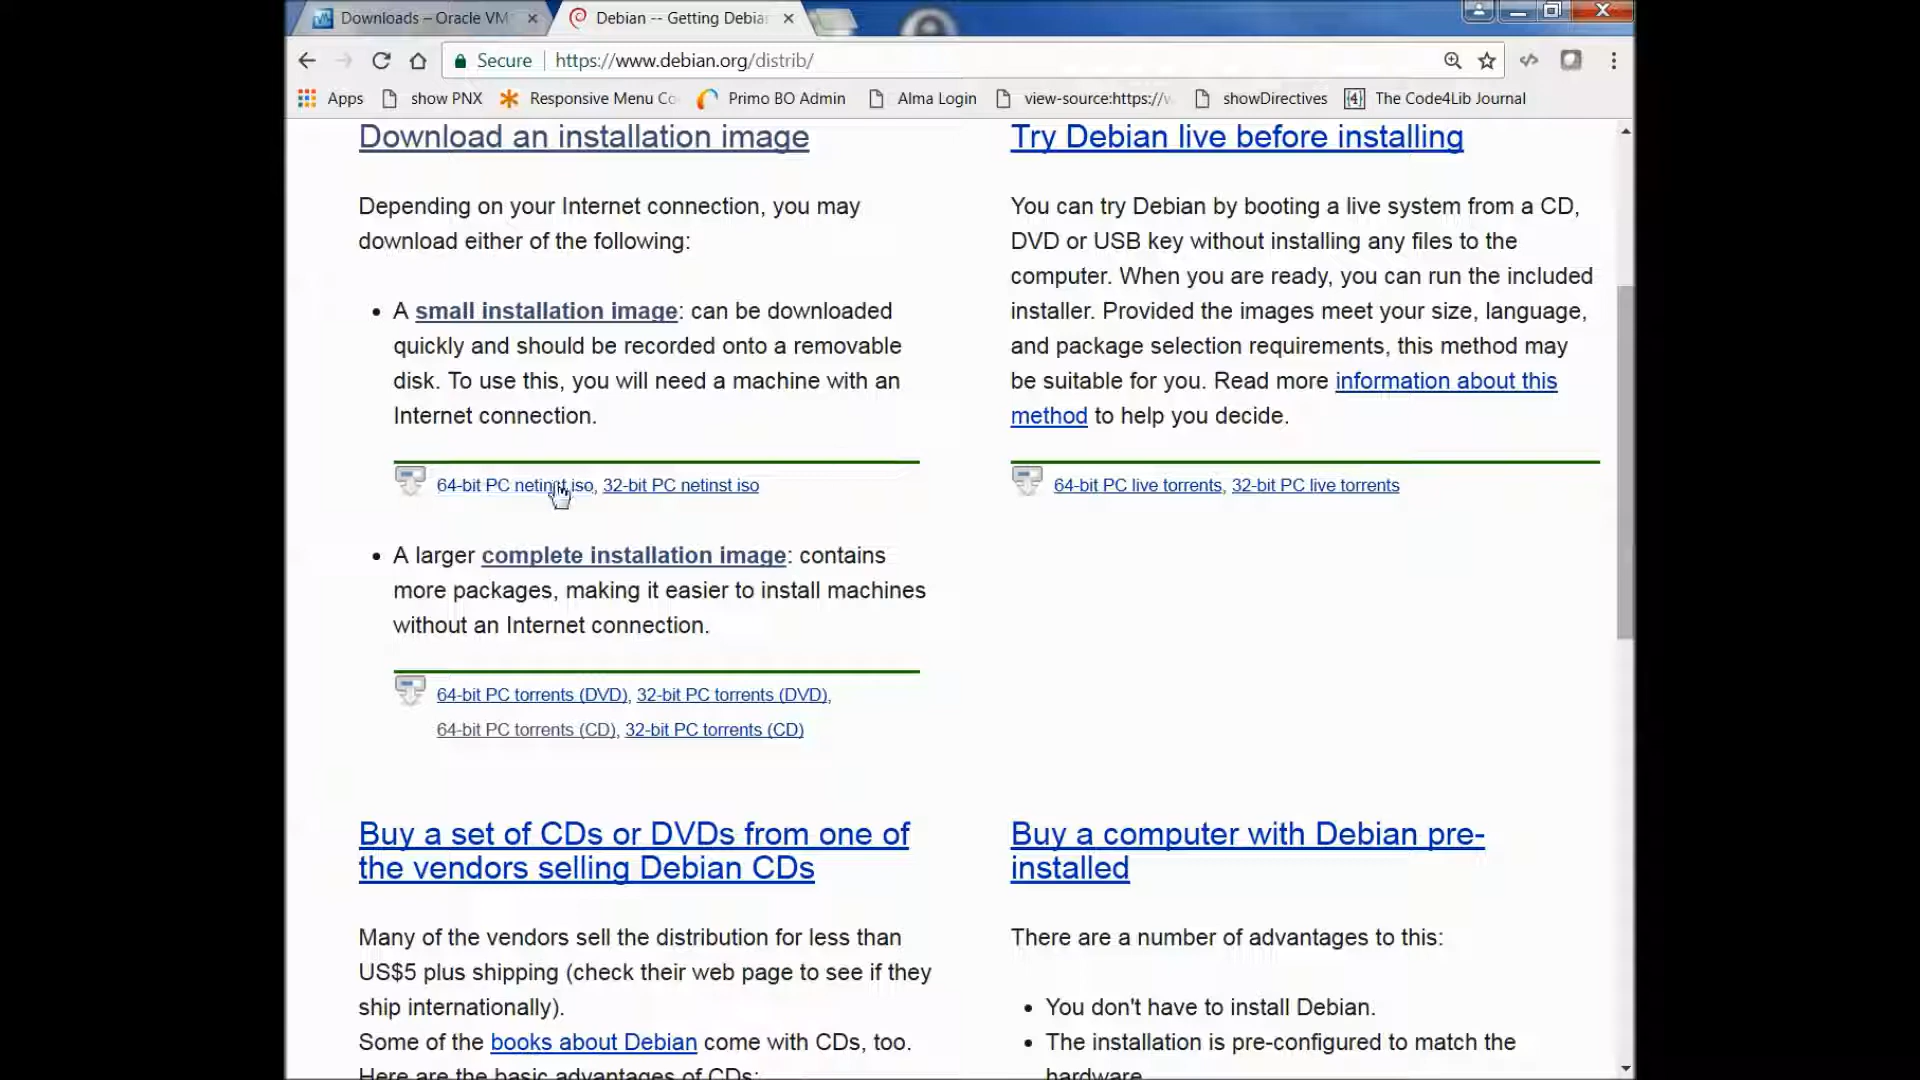 Downloads – Oracle VM
Debian -- Getting Debia
Secure
https://www.debian.org/distrib/
Apps
show PNX
Responsive Menu Co
Primo BO Admin
Alma Login
view-source:https://
showDirectives
The Code4Lib Journal
Download an installation image
Depending on your Internet connection, you may
download either of the following:
A small installation image: can be downloaded
quickly and should be recorded onto a removable
disk. To use this, you will need a machine with an
Internet connection.
64-bit PC netinst iso, 32-bit PC netinst iso
A larger complete installation image: contains
more packages, making it easier to install machines
without an Internet connection.
64-bit PC torrents (DVD), 32-bit PC torrents (DVD),
64-bit PC torrents (CD), 32-bit PC torrents (CD)
Try Debian live before installing
You can try Debian by booting a live system from a CD,
DVD or USB key without installing any files to the
computer. When you are ready, you can run the included
installer. Provided the images meet your size, language,
and package selection requirements, this method may
be suitable for you. Read more information about this
method to help you decide.
64-bit PC live torrents, 32-bit PC live torrents
Buy a set of CDs or DVDs from one of
the vendors selling Debian CDs
Many of the vendors sell the distribution for less than
US$5 plus shipping (check their web page to see if they
ship internationally).
Some of the books about Debian come with CDs, too.
Here are the basic advantages of CDs:
Buy a computer with Debian pre-
installed
There are a number of advantages to this:
You don't have to install Debian.
The installation is pre-configured to match the
hardware